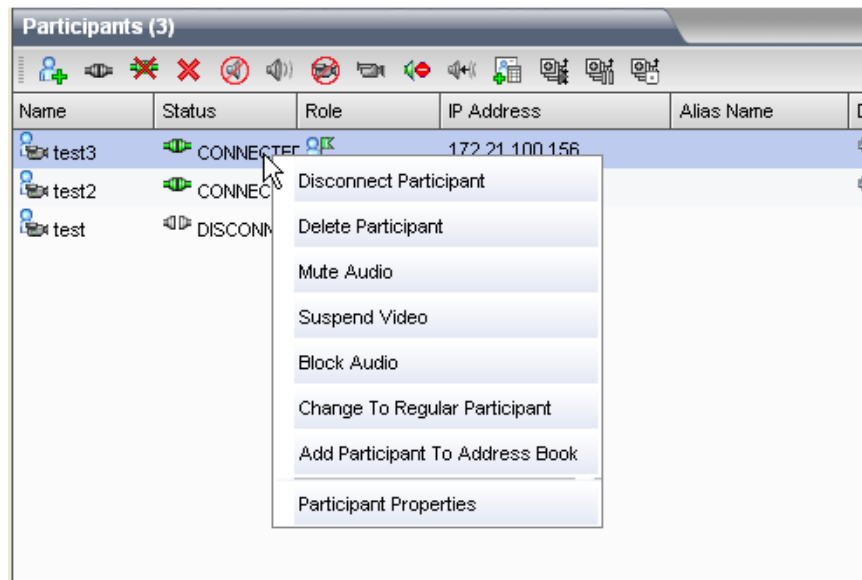 Participants (3)
Name Status Role IP Address Alias Name
test3 CONNECTED 172.21.100.156
test2
test
Disconnect Participant
Delete Participant
Mute Audio
Suspend Video
Block Audio
Change To Regular Participant
Add Participant To Address Book
Participant Properties